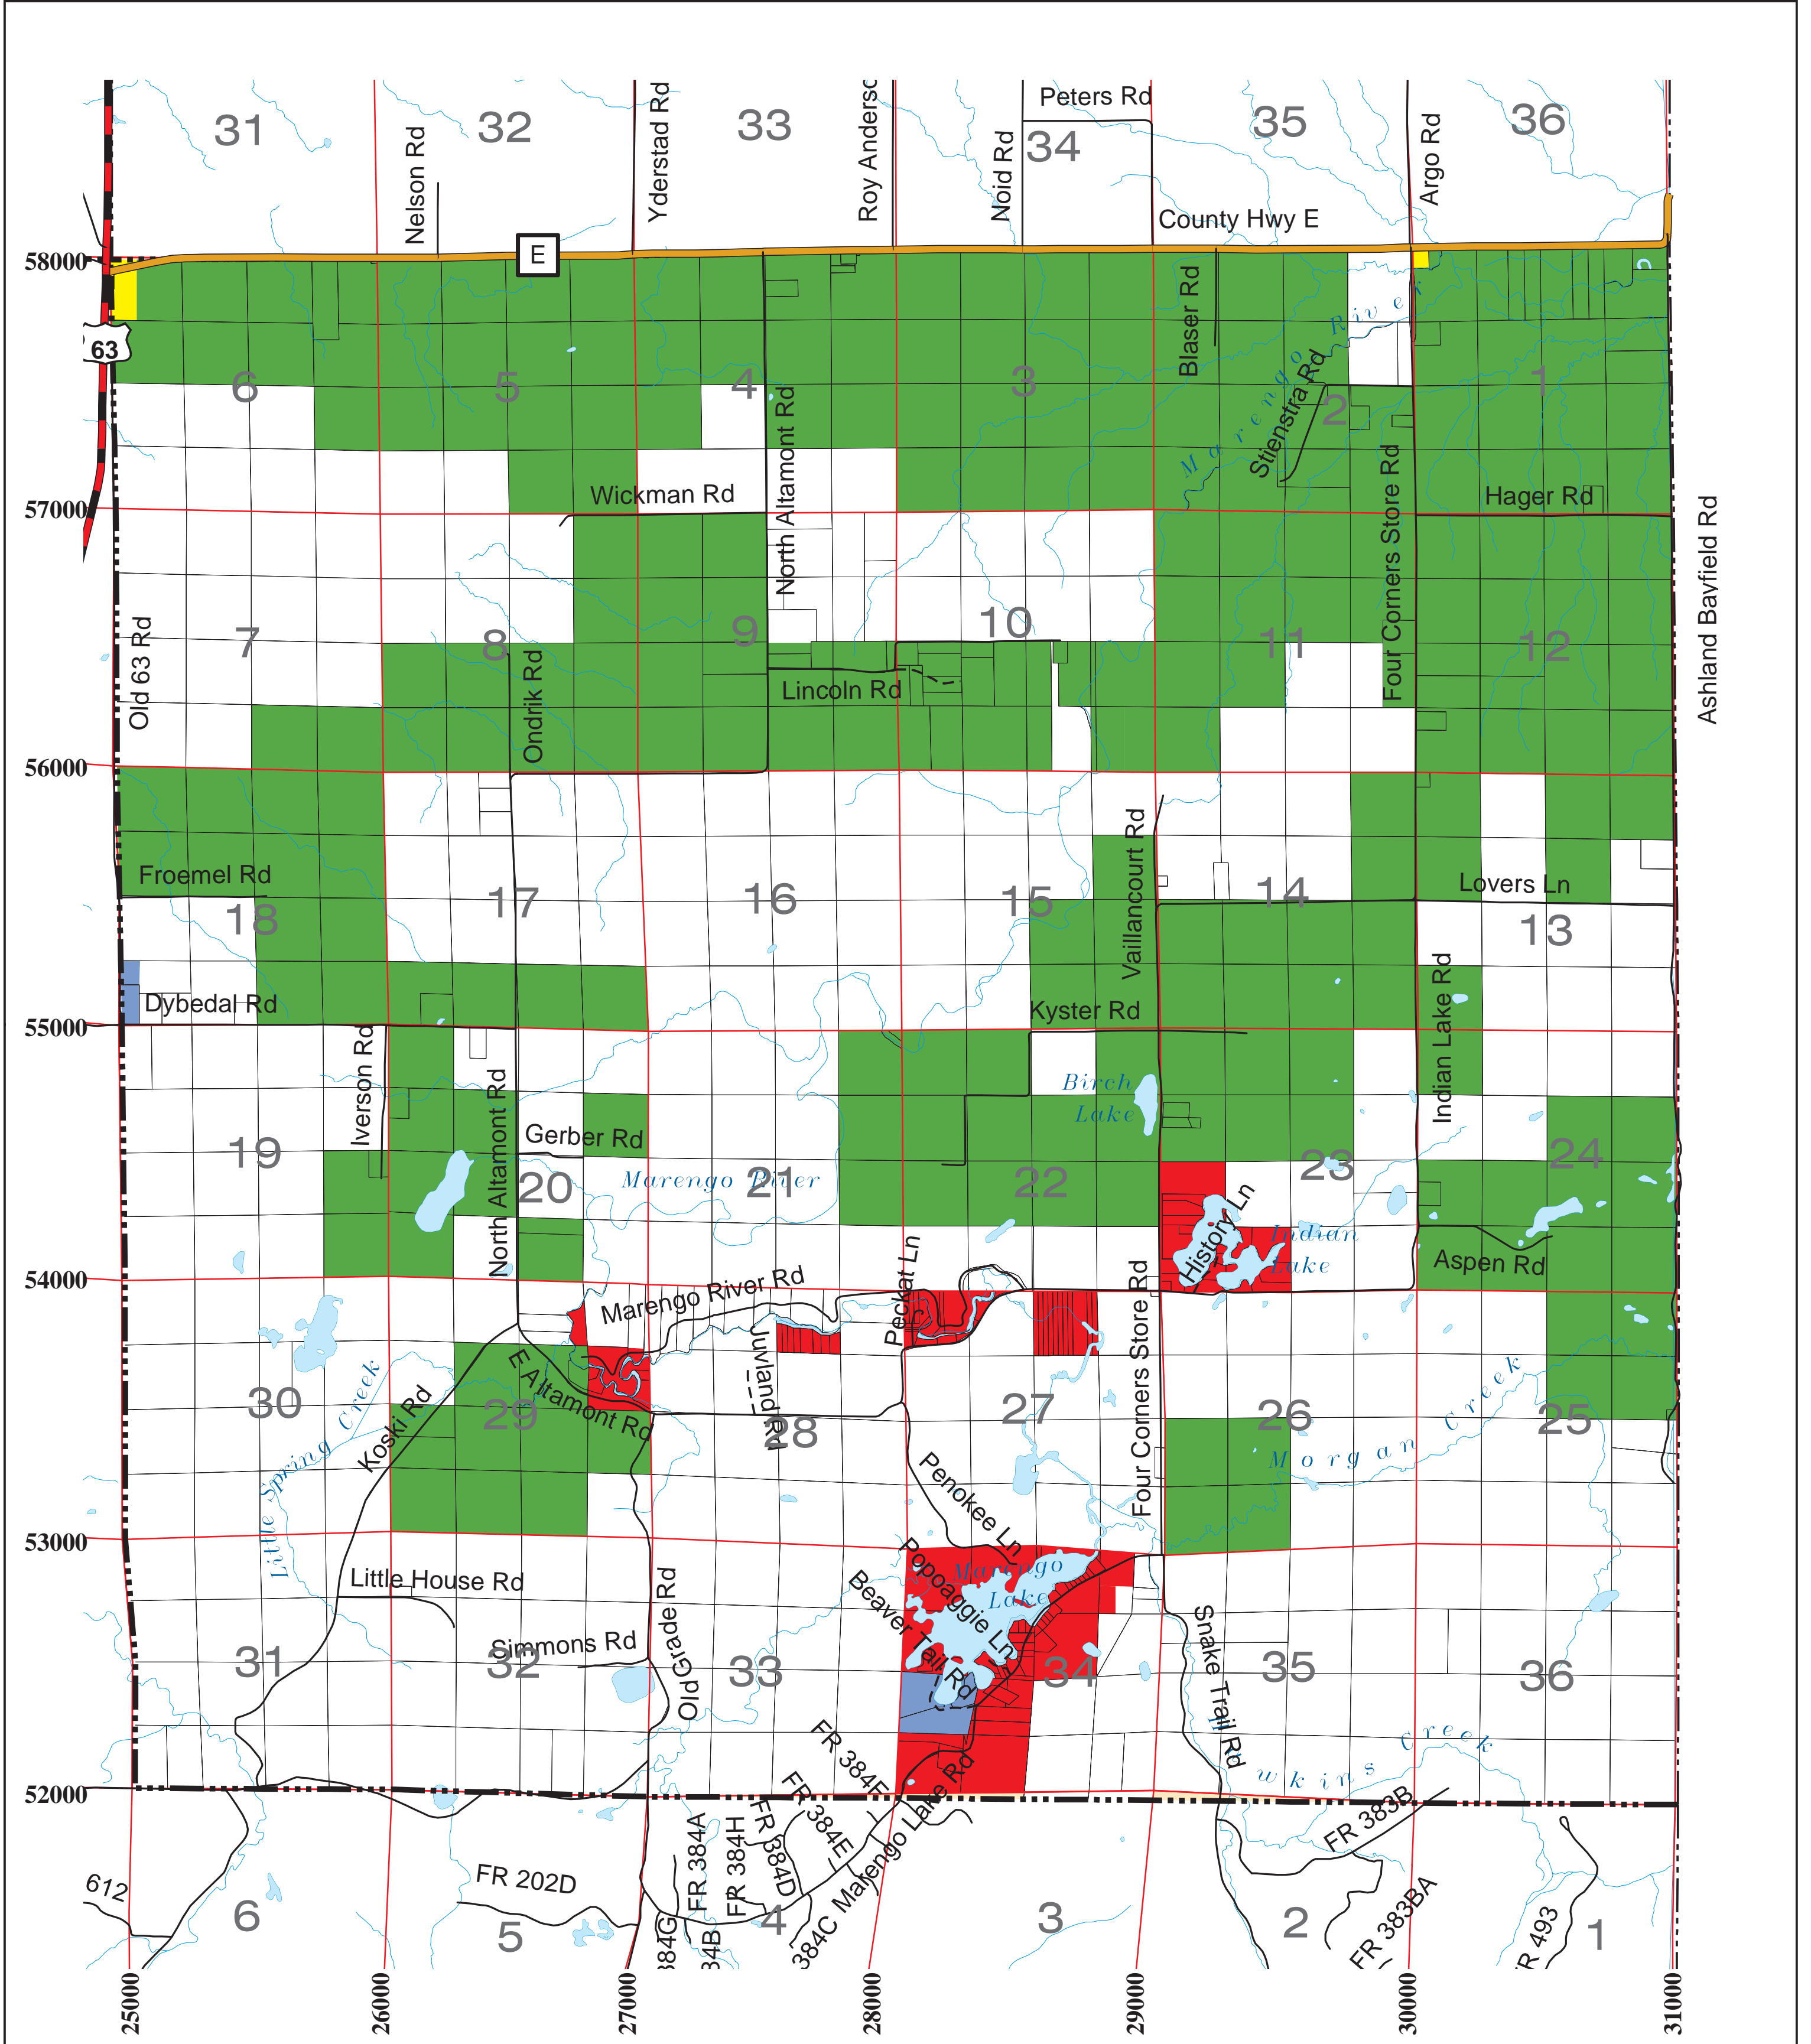 31
32
33
34
35
36
Nelson Rd
Yderstad Rd
Roy Anderso
Noid Rd
Peters Rd
Argo Rd
County Hwy E
E
58000
63
6
5
4
3
2
1
Blaser Rd
Marengo River
Stienstra Rd
North Altamont Rd
Four Corners Store Rd
Wickman Rd
Hager Rd
57000
Ashland Bayfield Rd
Old 63 Rd
7
8
9
10
11
12
Ondrik Rd
Lincoln Rd
56000
Froemel Rd
Vaillancourt Rd
Lovers Ln
18
17
16
15
14
13
Dybedal Rd
Kyster Rd
Indian Lake Rd
55000
Iverson Rd
North Altamont Rd
Birch
Lake
Gerber Rd
19
20
Marengo River
21
22
23
24
History Ln
Indian
Lake
Aspen Rd
54000
Marengo River Rd
Peckat Ln
Juvland Rd
Four Corners Store Rd
E Altamont Rd
Koski Rd
Little Spring Creek
30
29
28
27
26
25
Morgan Creek
Penokee Ln
53000
Little House Rd
Popoaggie Ln
Marengo
Lake
Beaver Tail Rd
Simmons Rd
Old Grade Rd
Snake Trail Rd
31
32
33
34
35
36
wkins Creek
FR 384F
52000
FR 384A
FR 384H
FR 384D
FR 384E
Marengo Lake Rd
FR 383B
612
FR 202D
384G
34B
384C
FR 383BA
R 493
6
5
4
3
2
1
25000
26000
27000
28000
29000
30000
31000